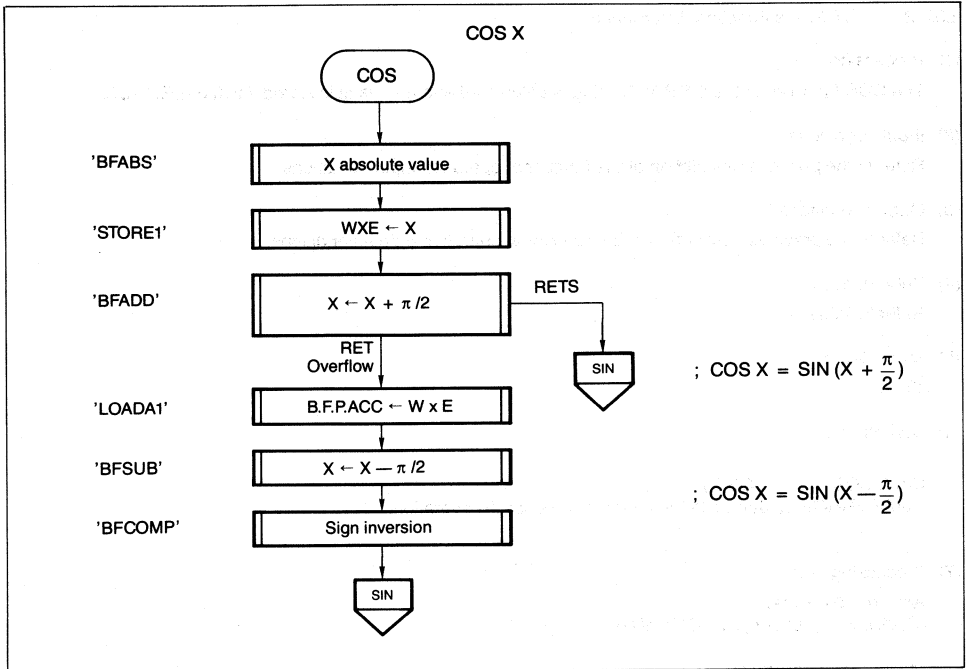 COS X
COS
'BFABS'
X absolute value
'STORE1'
WXE ← X
'BFADD'
X ← X + π /2
RETS
RET
Overflow
SIN
; COS X = SIN (X + π/2)
'LOADA1'
B.F.P.ACC ← W x E
'BFSUB'
X ← X — π /2
; COS X = SIN (X — π/2)
'BFCOMP'
Sign inversion
SIN